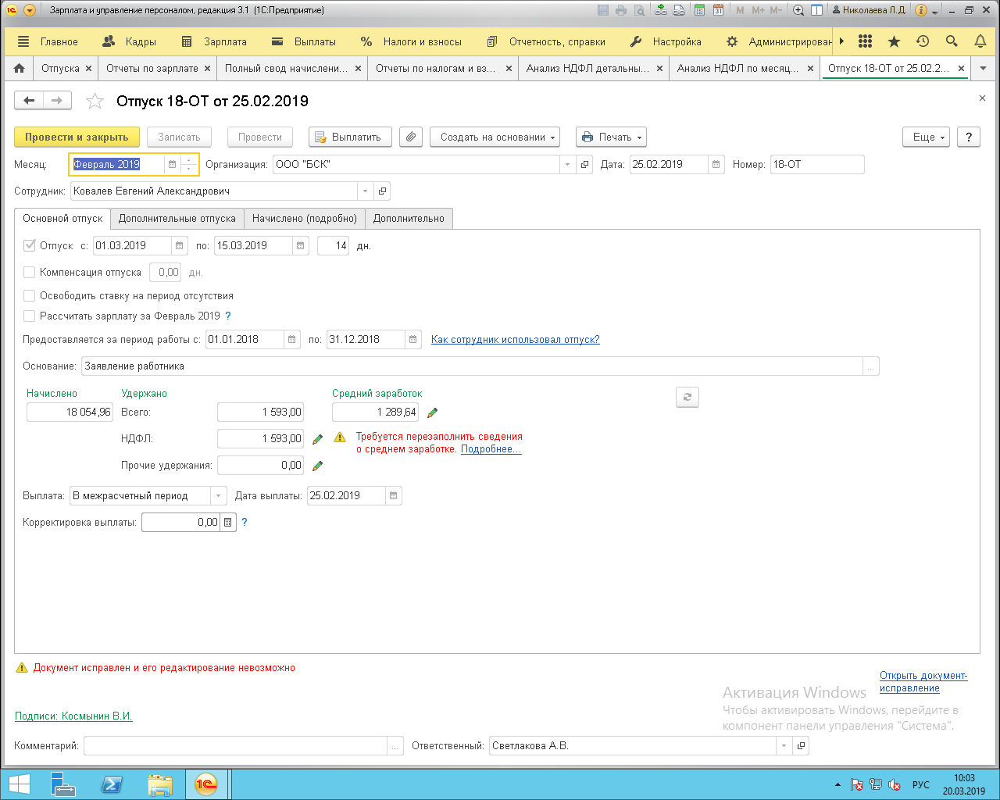 Зарплата и управление персоналом, редакция 3.1 (1С:Предприятие)
M M+ M- Николаева Л.Д.
Главное Кадры Зарплата Выплаты Налоги и взносы Отчетность, справки Настройка Администрирован
Отпуска Отчеты по зарплате Полный свод начислени... Отчеты по налогам и вз... Анализ НДФЛ детальны... Анализ НДФЛ по месяц... Отпуск 18-ОТ от 25.02.2...
Отпуск 18-ОТ от 25.02.2019
Провести и закрыть Записать Провести Выплатить Создать на основании Печать Еще ?
Месяц: Февраль 2019 Организация: ООО "БСК" Дата: 25.02.2019 Номер: 18-ОТ
Сотрудник: Ковалев Евгений Александрович
Основной отпуск Дополнительные отпуска Начислено (подробно) Дополнительно
Отпуск с: 01.03.2019 по: 15.03.2019 14 дн.
Компенсация отпуска 0,00 дн.
Освободить ставку на период отсутствия
Рассчитать зарплату за Февраль 2019 ?
Предоставляется за период работы с: 01.01.2018 по: 31.12.2018 Как сотрудник использовал отпуск?
Основание: Заявление работника ...
Начислено Удержано Средний заработок
18 054,96 Всего: 1 593,00 1 289,64
НДФЛ: 1 593,00 Требуется перезаполнить сведения
о среднем заработке. Подробнее...
Прочие удержания: 0,00
Выплата: В межрасчетный период Дата выплаты: 25.02.2019
Корректировка выплаты: 0,00 ?
Документ исправлен и его редактирование невозможно
Открыть документ-
исправление
Активация Windows
Чтобы активировать Windows, перейдите в
компонент панели управления "Система".
Подписи: Космынин В.И.
Комментарий: ... Ответственный: Светлакова А.В.
РУС 10:03
20.03.2019